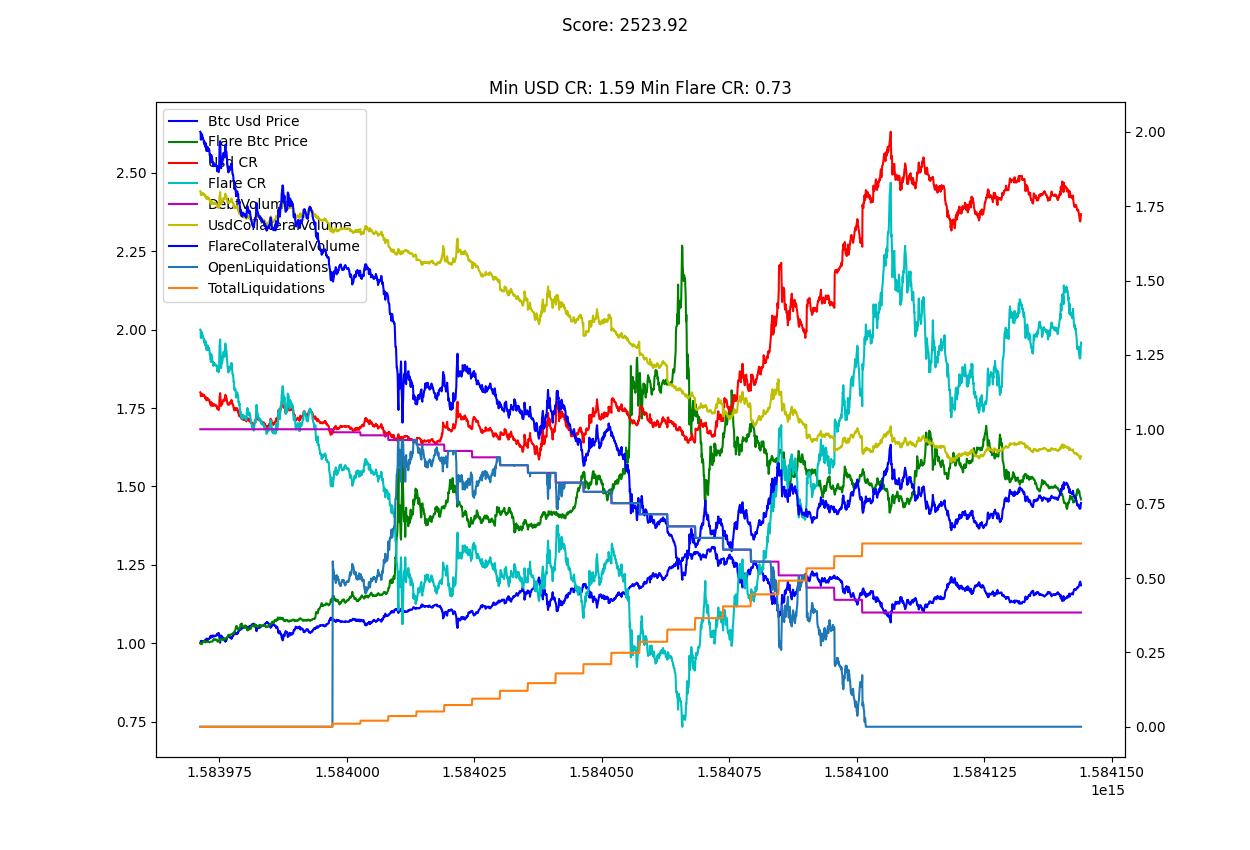 Score: 2523.92
Min USD CR: 1.59 Min Flare CR: 0.73
Btc Usd Price
Flare Btc Price
Usd CR
Flare CR
DebtVolume
UsdCollateralVolume
FlareCollateralVolume
OpenLiquidations
TotalLiquidations
2.50
2.25
2.00
1.75
1.50
1.25
1.00
0.75
2.00
1.75
1.50
1.25
1.00
0.75
0.50
0.25
0.00
1.583975 1.584000 1.584025 1.584050 1.584075 1.584100 1.584125 1.584150
1e15